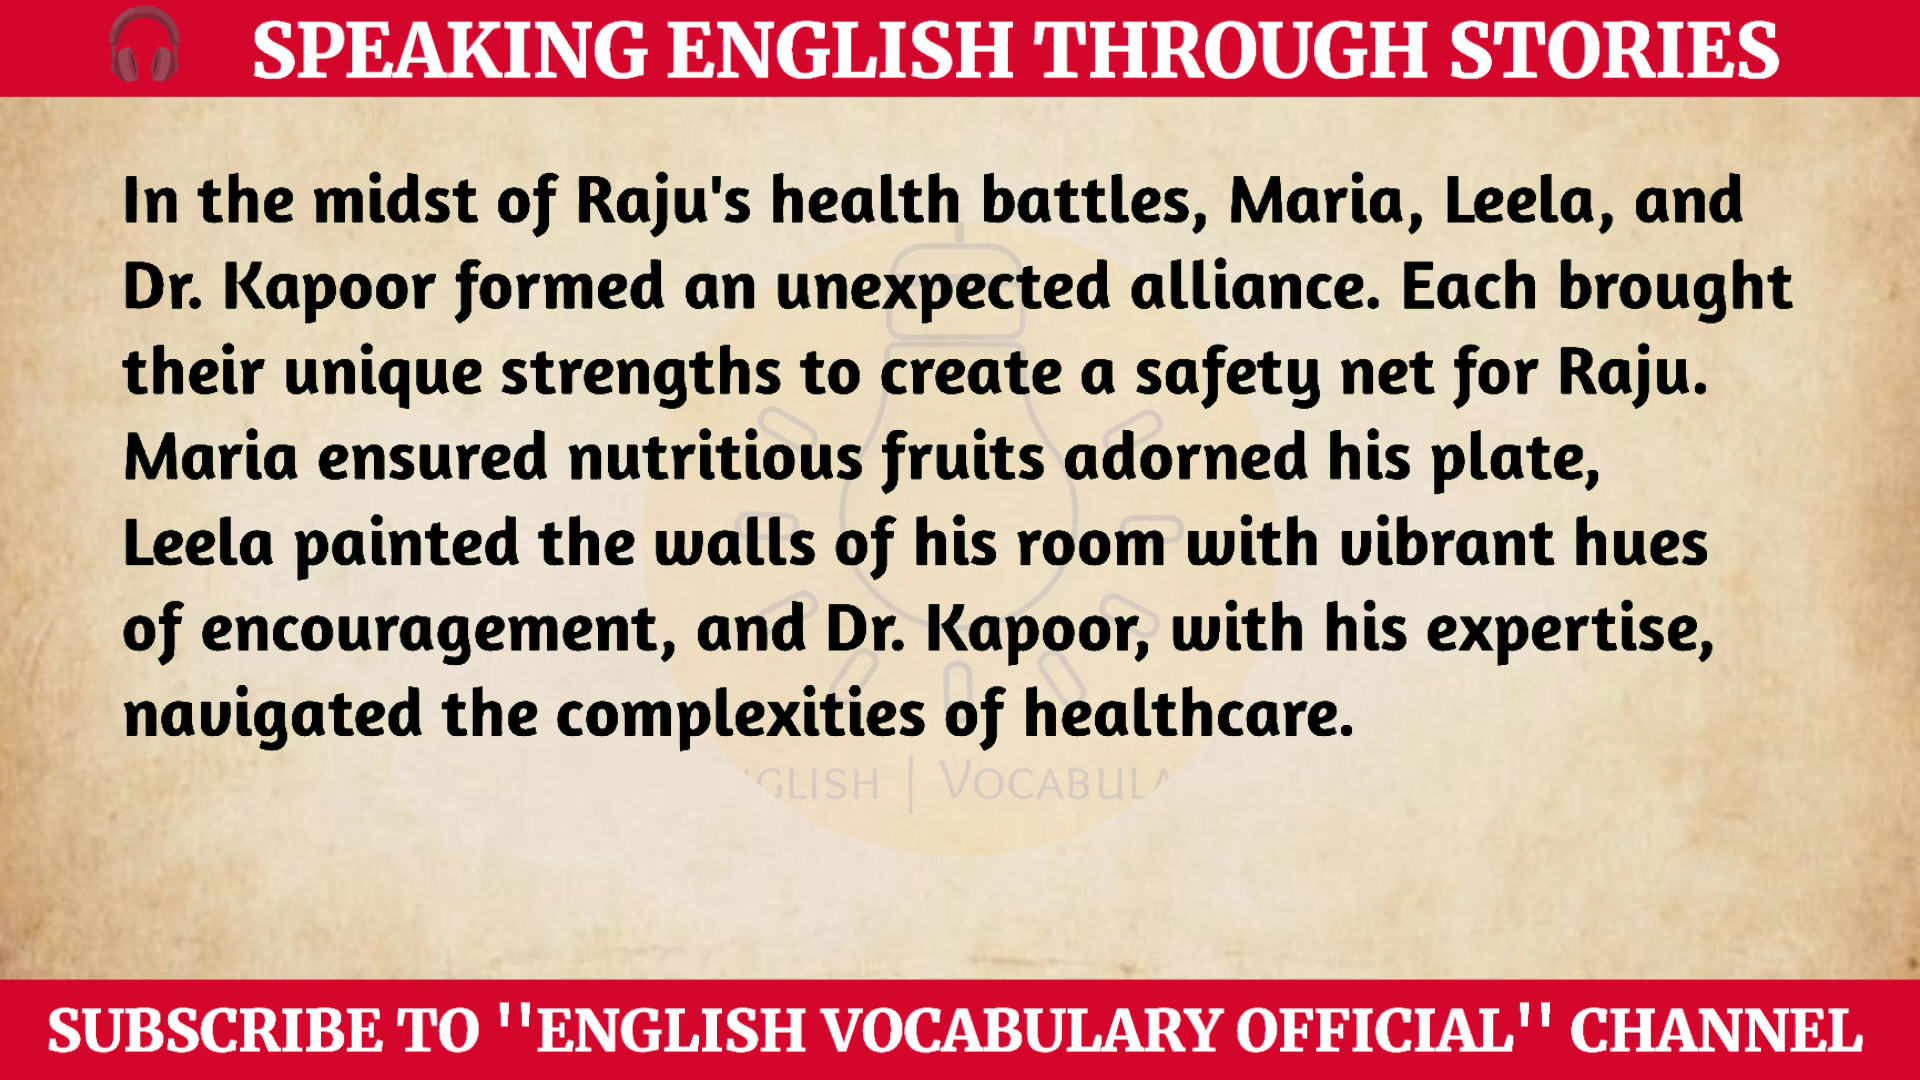 SPEAKING ENGLISH THROUGH STORIES
In the midst of Raju's health battles, Maria, Leela, and
Dr. Kapoor formed an unexpected alliance. Each brought
their unique strengths to create a safety net for Raju.
Maria ensured nutritious fruits adorned his plate,
Leela painted the walls of his room with vibrant hues
of encouragement, and Dr. Kapoor, with his expertise,
navigated the complexities of healthcare.
GLISH | VOCABULA
SUBSCRIBE TO "ENGLISH VOCABULARY OFFICIAL" CHANNEL